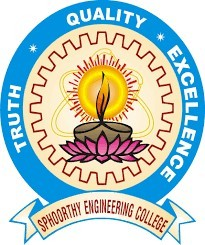 TRUTH
QUALITY
EXCELLENCE
SPHOORTHY ENGINEERING COLLEGE